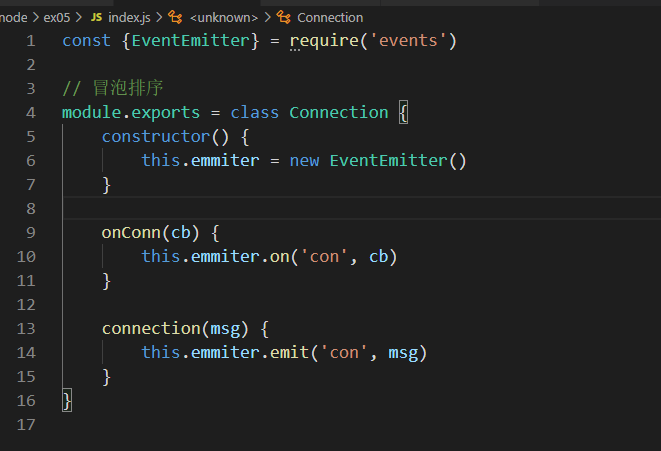 node > ex05 > JS index.js > <unknown> > Connection
1 const {EventEmitter} = require('events')
2
3 // 冒泡排序
4 module.exports = class Connection {
5     constructor() {
6         this.emmiter = new EventEmitter()
7     }
8
9     onConn(cb) {
10         this.emmiter.on('con', cb)
11     }
12
13     connection(msg) {
14         this.emmiter.emit('con', msg)
15     }
16 }
17